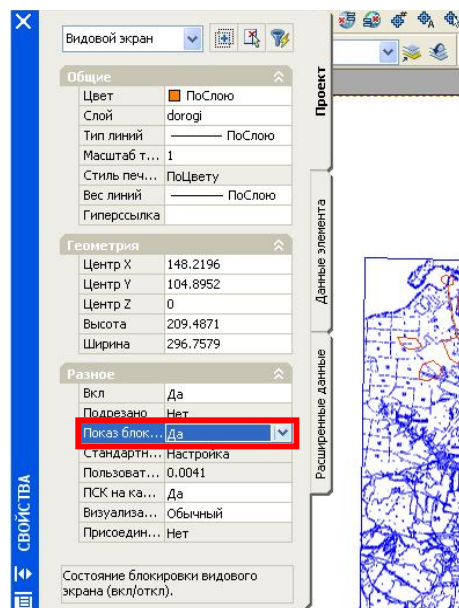 Видовой экран
Общие
Цвет ПоСлою
Слой dorogi
Тип линий ПоСлою
Масштаб т... 1
Стиль печ... ПоЦвету
Вес линий ПоСлою
Гиперссылка
Геометрия
Центр X 148.2196
Центр Y 104.8952
Центр Z 0
Высота 209.4871
Ширина 296.7579
Разное
Вкл Да
Подрезано Нет
Показ блок... Да
Стандартн... Настройка
Пользоват... 0.0041
ПСК на ка... Да
Визуализа... Обычный
Присоедин... Нет
Состояние блокировки видового
экрана (вкл/откл).
Проект
Данные элемента
Расширенные данные
СВОЙСТВА